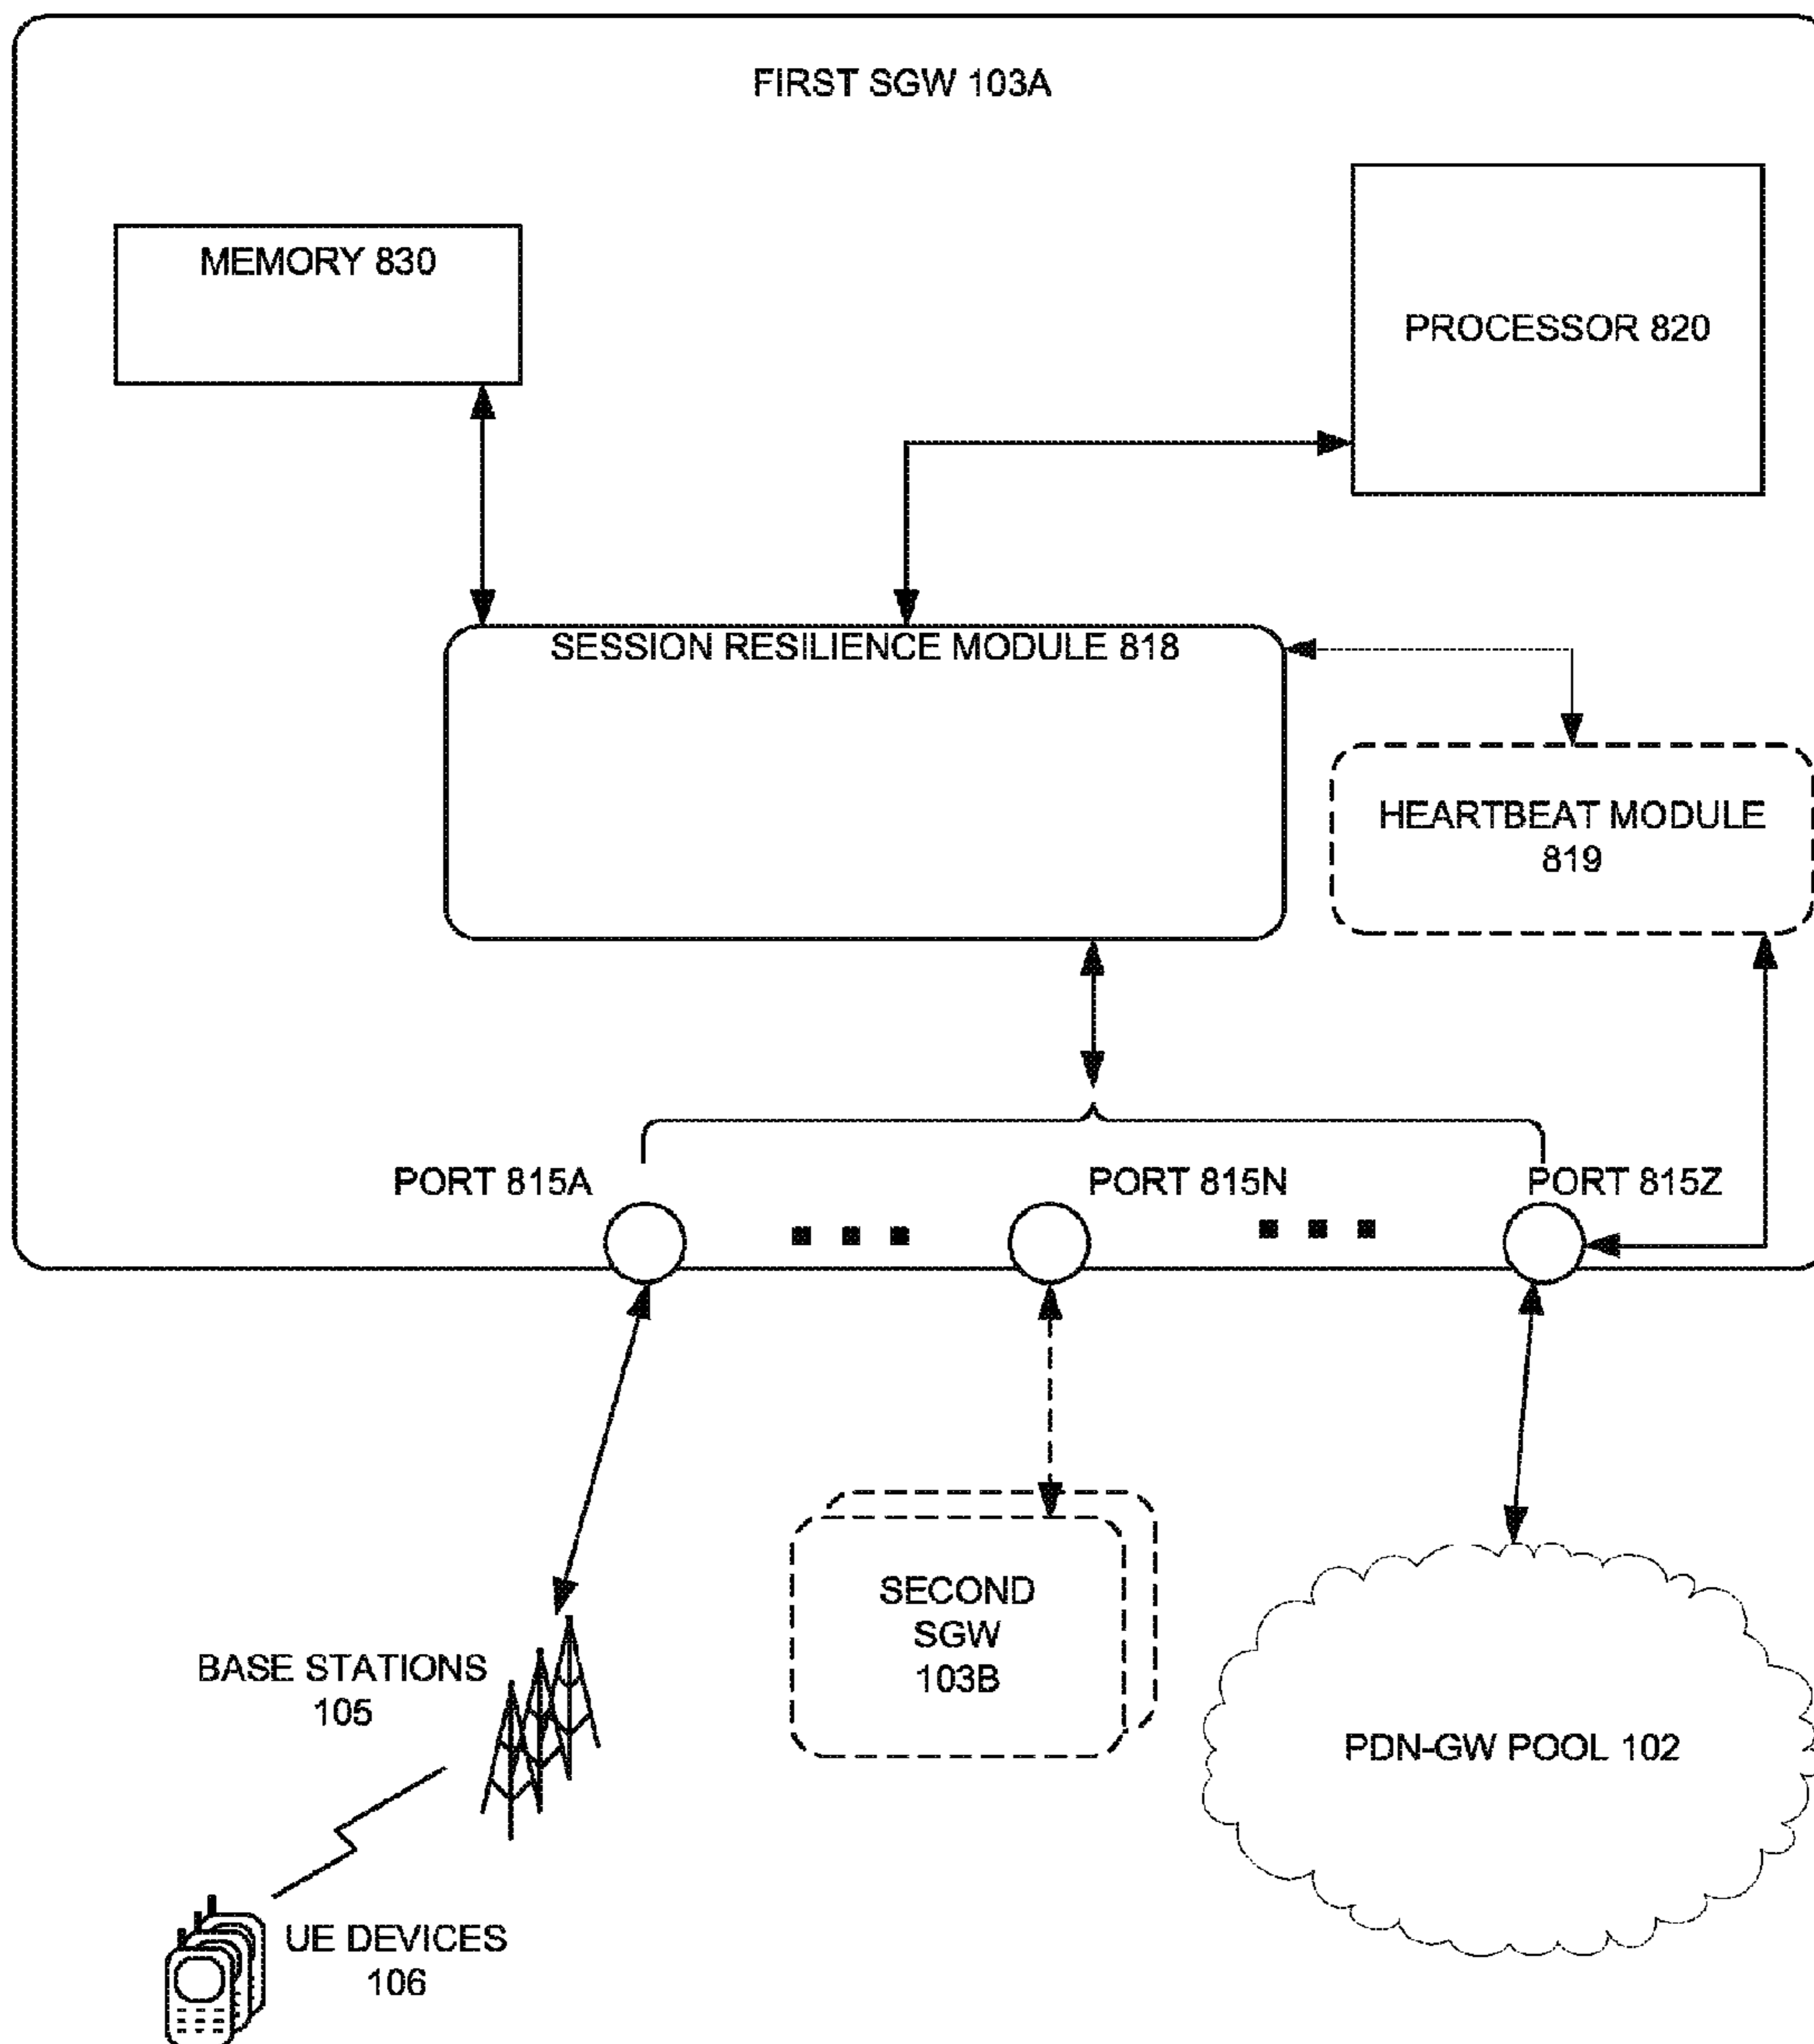 FIRST SGW 103A
MEMORY 830
PROCESSOR 820
SESSION RESILIENCE MODULE 818
HEARTBEAT MODULE
819
PORT 815A
PORT 815N
PORT 815Z
SECOND
SGW
103B
BASE STATIONS
105
PDN-GW POOL 102
UE DEVICES
106